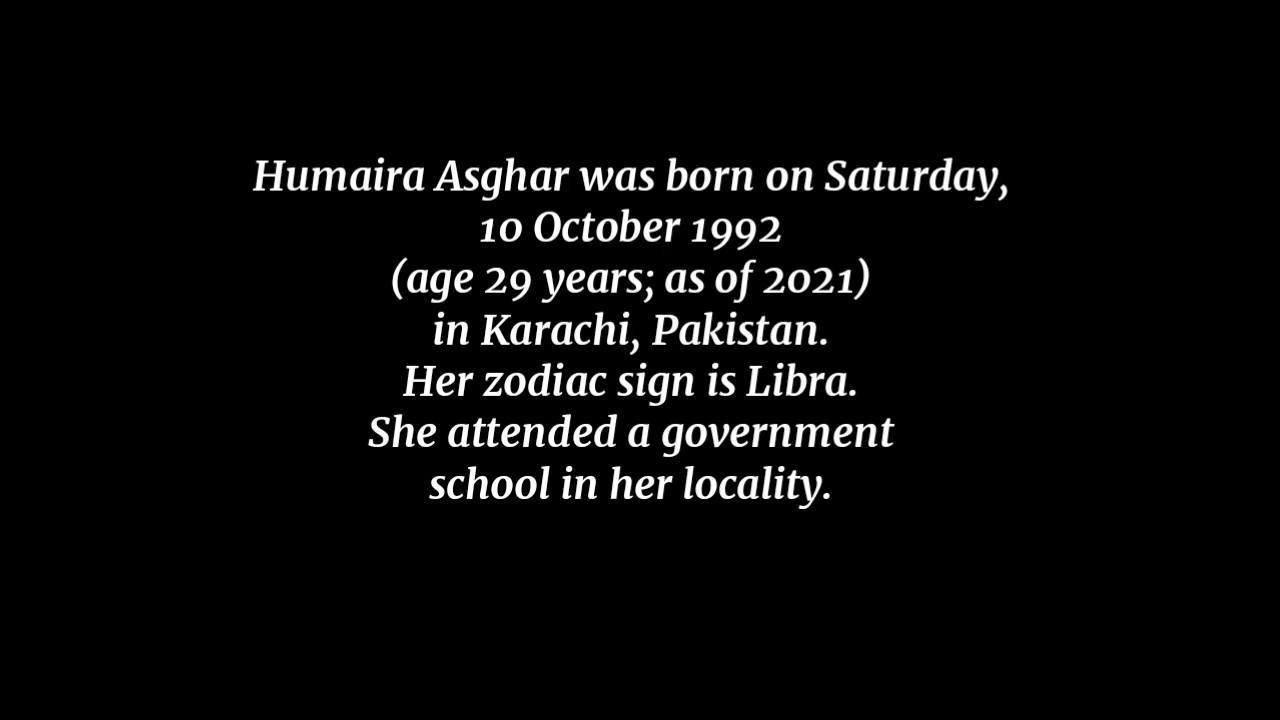 Humaira Asghar was born on Saturday,
10 October 1992
(age 29 years; as of 2021)
in Karachi, Pakistan.
Her zodiac sign is Libra.
She attended a government
school in her locality.